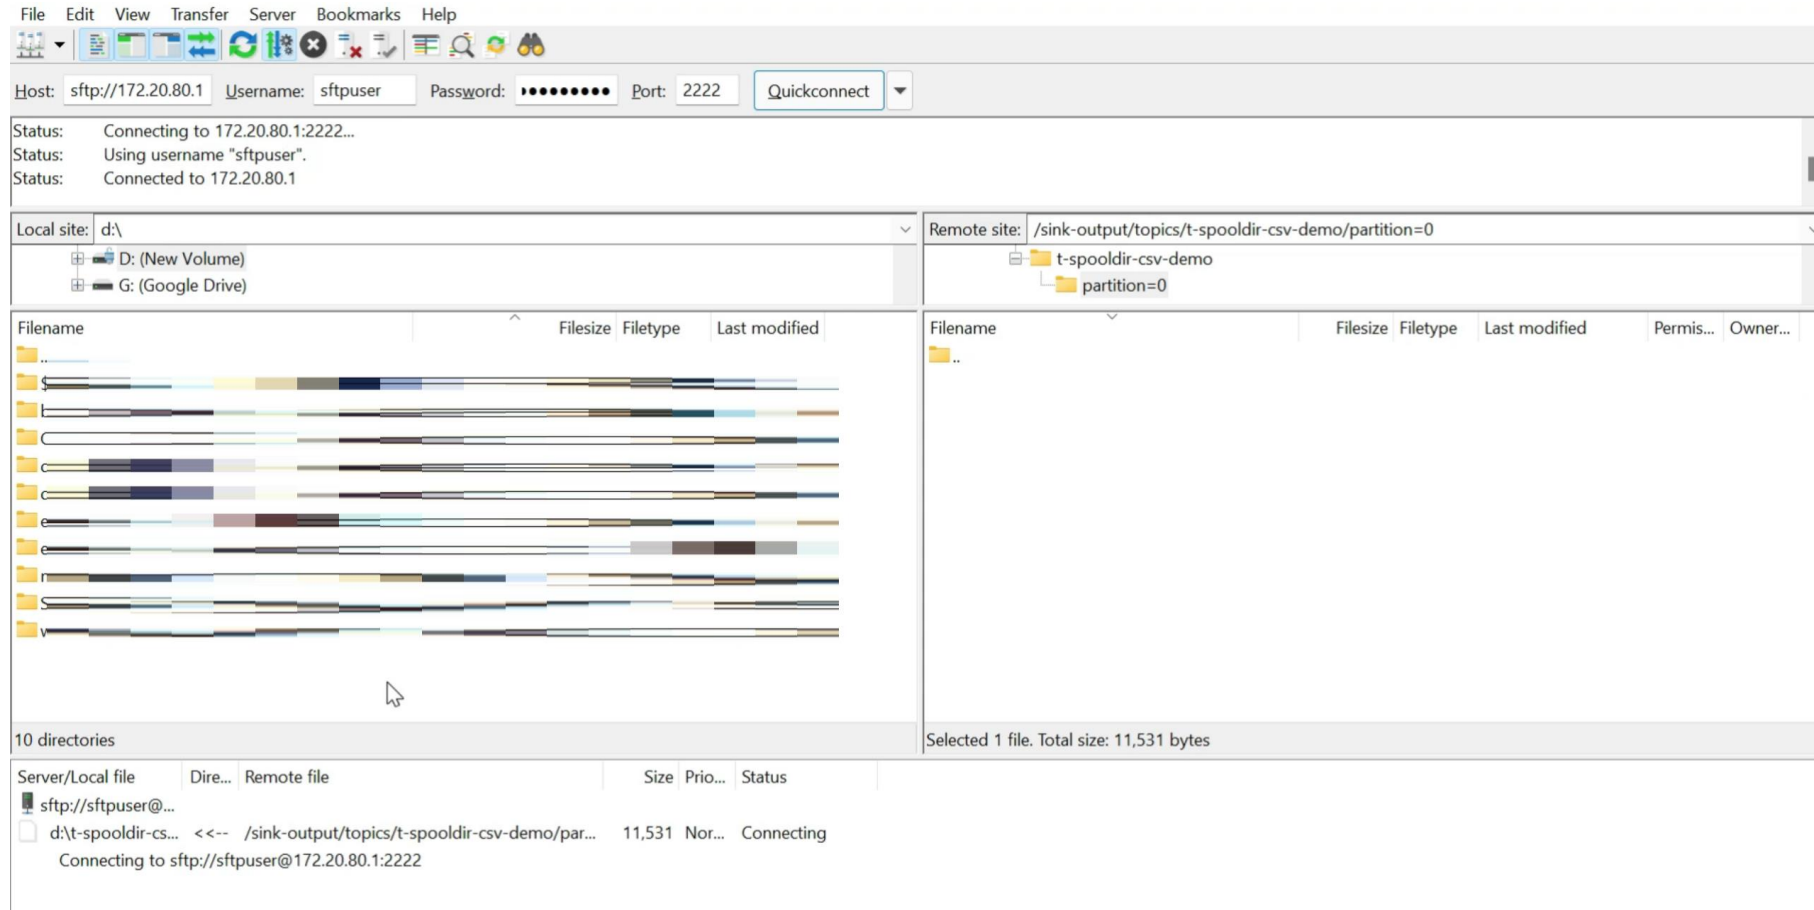 File Edit View Transfer Server Bookmarks Help
Host: sftp://172.20.80.1 Username: sftpuser Password: ●●●●●●●●● Port: 2222 Quickconnect
Status: Connecting to 172.20.80.1:2222...
Status: Using username "sftpuser".
Status: Connected to 172.20.80.1
Local site: d:\
D: (New Volume)
G: (Google Drive)
Remote site: /sink-output/topics/t-spooldir-csv-demo/partition=0
t-spooldir-csv-demo
partition=0
Filename Filesize Filetype Last modified
..
10 directories
Filename Filesize Filetype Last modified Permis... Owner...
..
Selected 1 file. Total size: 11,531 bytes
Server/Local file Dire... Remote file Size Prio... Status
sftp://sftpuser@...
d:\t-spooldir-cs... <<-- /sink-output/topics/t-spooldir-csv-demo/par... 11,531 Nor... Connecting
Connecting to sftp://sftpuser@172.20.80.1:2222